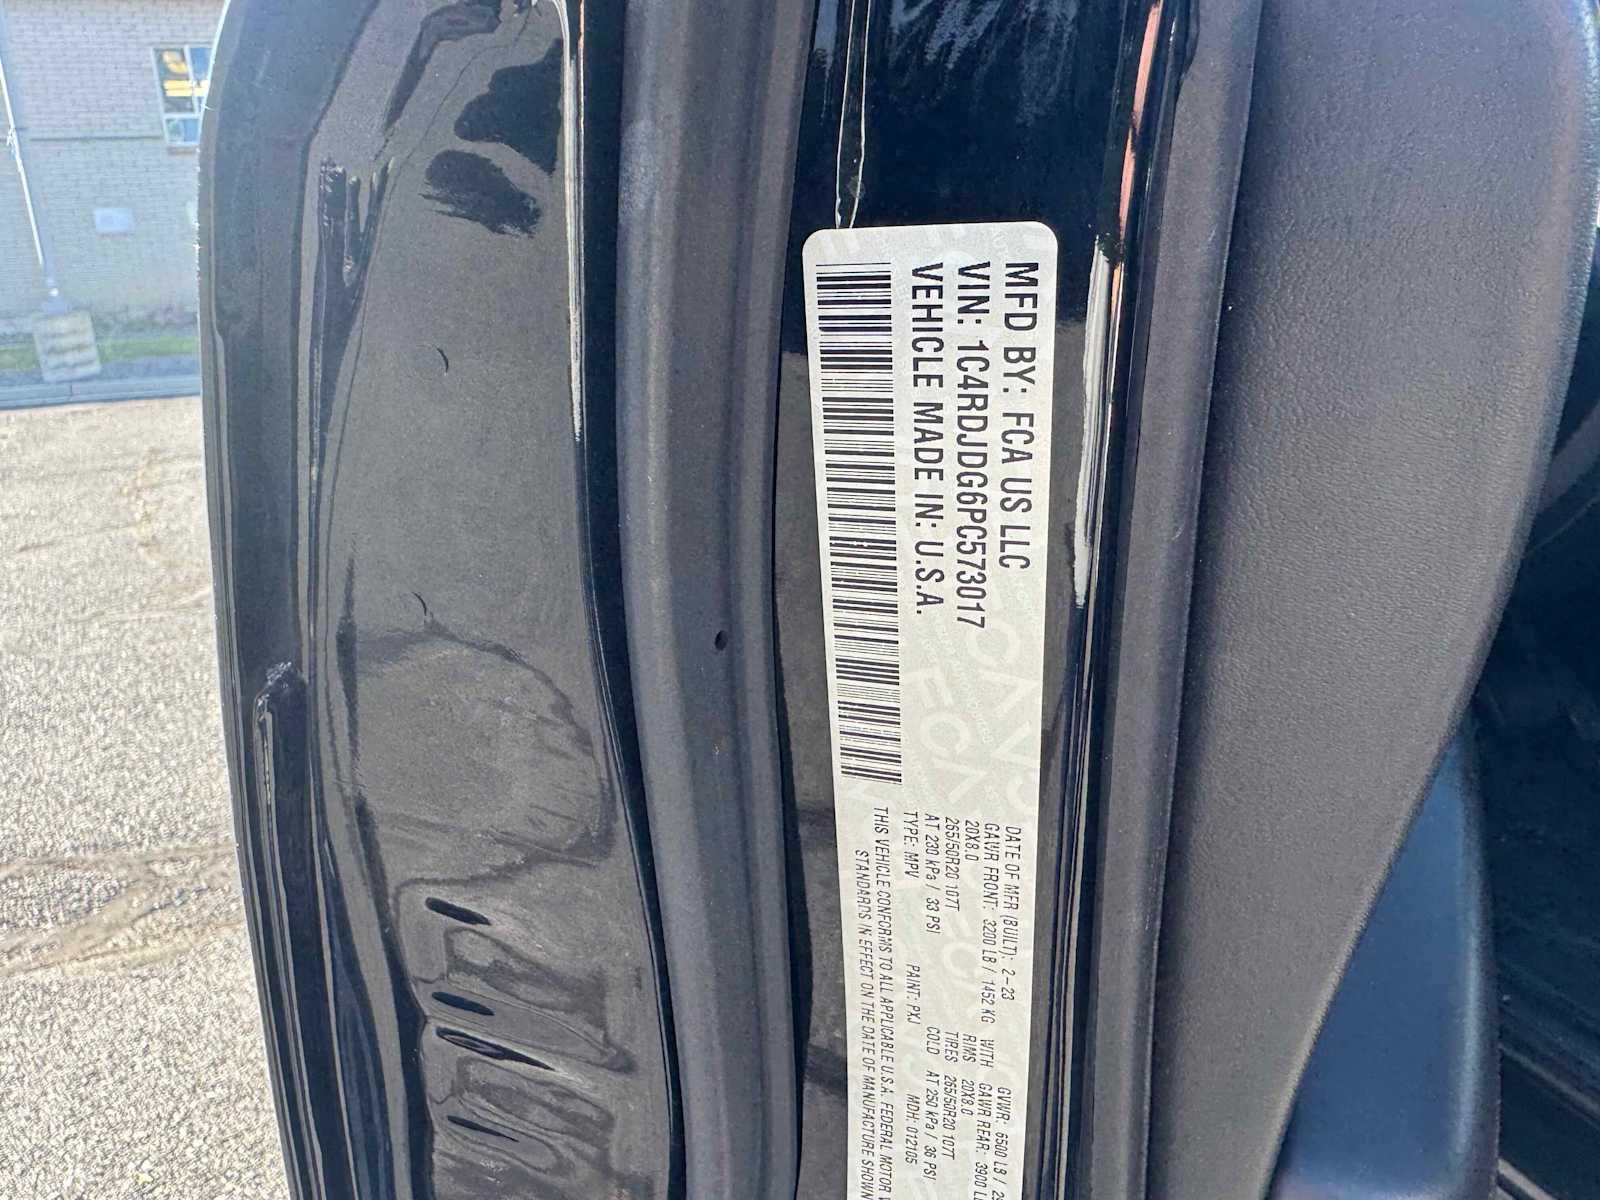 MFD BY: FCA US LLC
VIN: 1C4RDJDG6PC573017
VEHICLE MADE IN: U.S.A.
DATE OF MFR (BUILT): 2-23 GVWR: 6500 LB
GAWR FRONT: 3200 LB / 1452 KG WITH GAWR REAR: 3900
20X8.0 RIMS 20X8.0
265/50R20 107T TIRES 265/50R20 107T
AT 230 kPa / 33 PSI COLD AT 250 kPa / 36 PSI
TYPE: MPV PAINT: PXJ MDH: 012105
THIS VEHICLE CONFORMS TO ALL APPLICABLE U.S.A. FEDERAL MOTOR
STANDARDS IN EFFECT ON THE DATE OF MANUFACTURE SHOWN
FCA